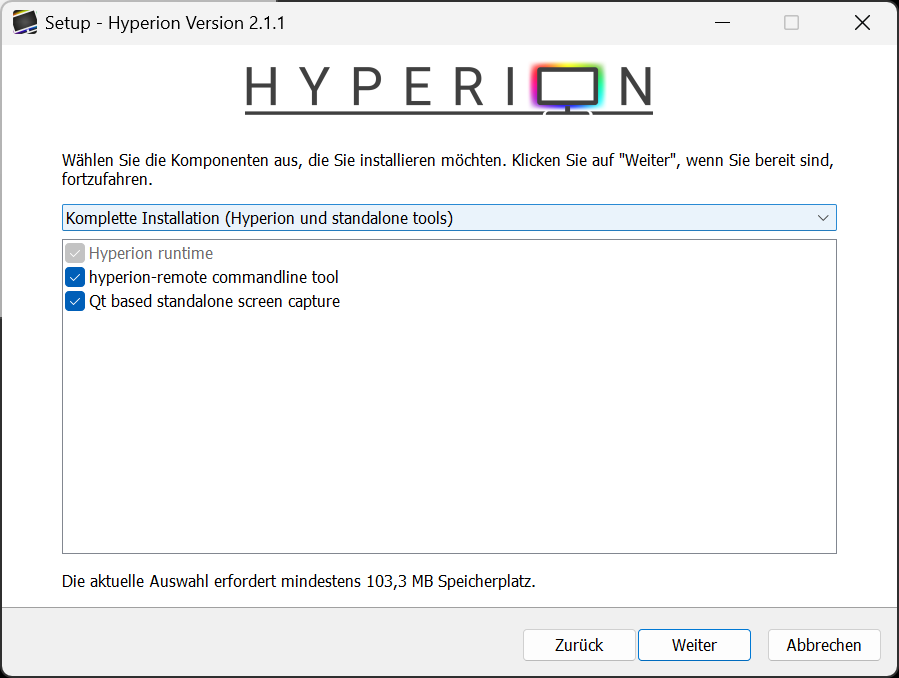 Setup - Hyperion Version 2.1.1
HYPERION
Wählen Sie die Komponenten aus, die Sie installieren möchten. Klicken Sie auf "Weiter", wenn Sie bereit sind,
fortzufahren.
Komplette Installation (Hyperion und standalone tools)
Hyperion runtime
hyperion-remote commandline tool
Qt based standalone screen capture
Die aktuelle Auswahl erfordert mindestens 103,3 MB Speicherplatz.
Zurück
Weiter
Abbrechen